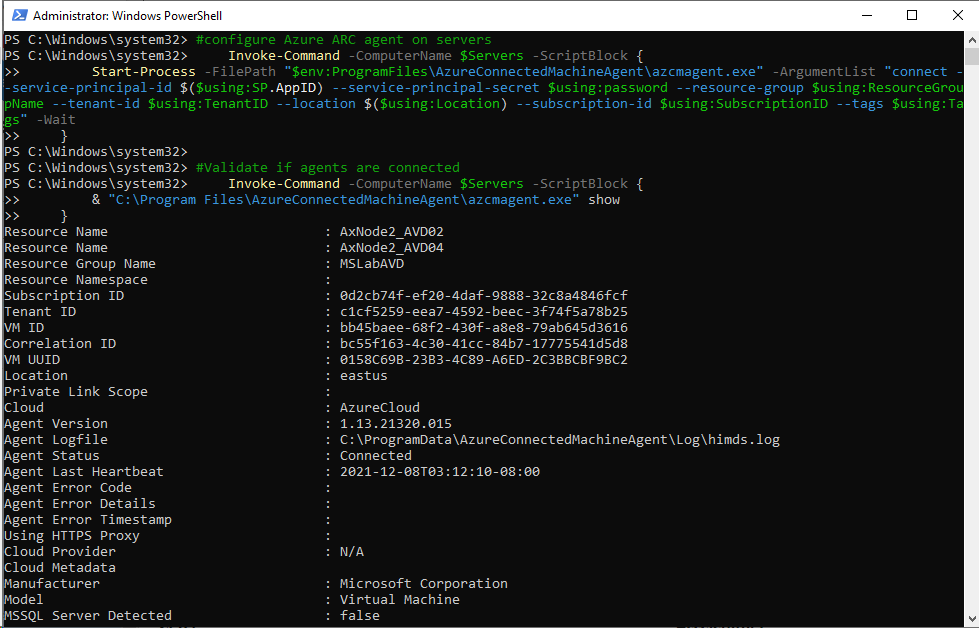 Administrator: Windows PowerShell
PS C:\Windows\system32> #configure Azure ARC agent on servers
PS C:\Windows\system32>     Invoke-Command -ComputerName $Servers -ScriptBlock {
>>         Start-Process -FilePath "$env:ProgramFiles\AzureConnectedMachineAgent\azcmagent.exe" -ArgumentList "connect -
-service-principal-id $($using:SP.AppID) --service-principal-secret $using:password --resource-group $using:ResourceGrou
pName --tenant-id $using:TenantID --location $($using:Location) --subscription-id $using:SubscriptionID --tags $using:Ta
gs" -Wait
>>     }
PS C:\Windows\system32>
PS C:\Windows\system32> #Validate if agents are connected
PS C:\Windows\system32>     Invoke-Command -ComputerName $Servers -ScriptBlock {
>>         & "C:\Program Files\AzureConnectedMachineAgent\azcmagent.exe" show
>>     }
Resource Name                           : AxNode2_AVD02
Resource Name                           : AxNode2_AVD04
Resource Group Name                     : MSLabAVD
Resource Namespace                      :
Subscription ID                         : 0d2cb74f-ef20-4daf-9888-32c8a4846fcf
Tenant ID                               : c1cf5259-eea7-4592-beec-3f74f5a78b25
VM ID                                   : bb45baee-68f2-430f-a8e8-79ab645d3616
Correlation ID                          : bc55f163-4c30-41cc-84b7-17775541d5d8
VM UUID                                 : 0158C69B-23B3-4C89-A6ED-2C3BBCBF9BC2
Location                                : eastus
Private Link Scope                      :
Cloud                                   : AzureCloud
Agent Version                           : 1.13.21320.015
Agent Logfile                           : C:\ProgramData\AzureConnectedMachineAgent\Log\himds.log
Agent Status                            : Connected
Agent Last Heartbeat                    : 2021-12-08T03:12:10-08:00
Agent Error Code                        :
Agent Error Details                     :
Agent Error Timestamp                   :
Using HTTPS Proxy                       :
Cloud Provider                          : N/A
Cloud Metadata
Manufacturer                            : Microsoft Corporation
Model                                   : Virtual Machine
MSSQL Server Detected                   : false